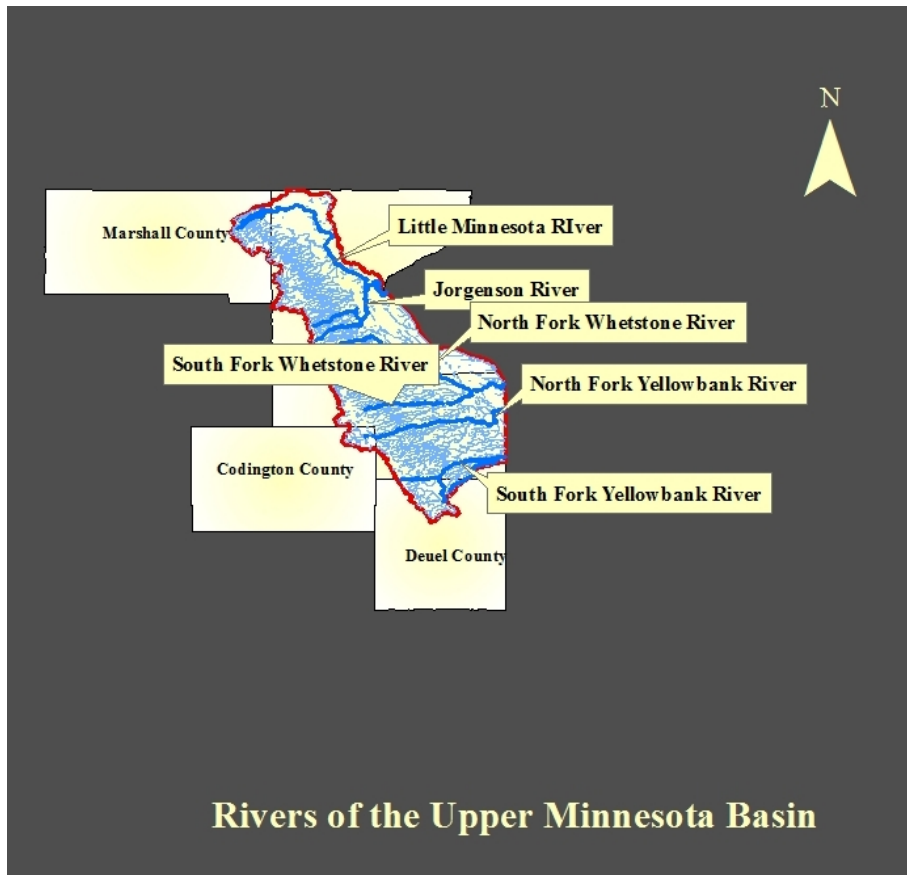 N
Marshall County
Little Minnesota RIver
Jorgenson River
North Fork Whetstone River
South Fork Whetstone River
North Fork Yellowbank River
Codington County
South Fork Yellowbank River
Deuel County
Rivers of the Upper Minnesota Basin